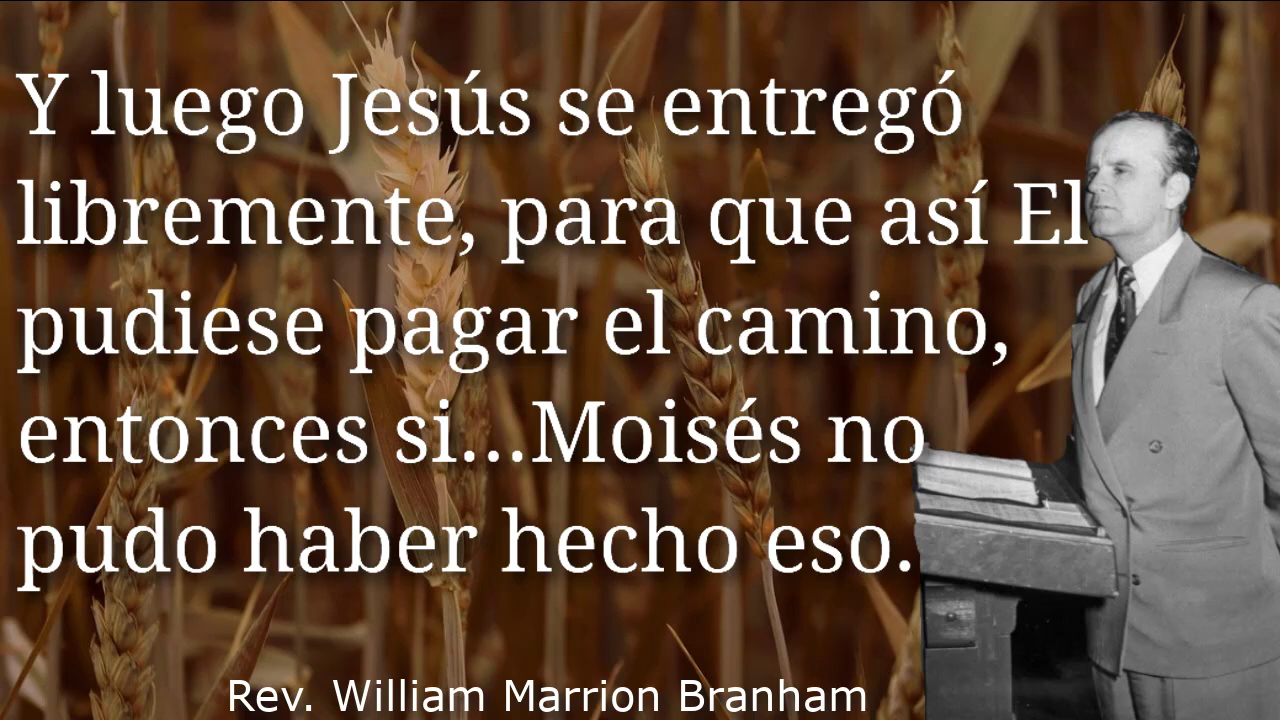 Y luego Jesús se entregó
libremente, para que así El
pudiese pagar el camino,
entonces si...Moisés no
pudo haber hecho eso.
Rev. William Marrion Branham